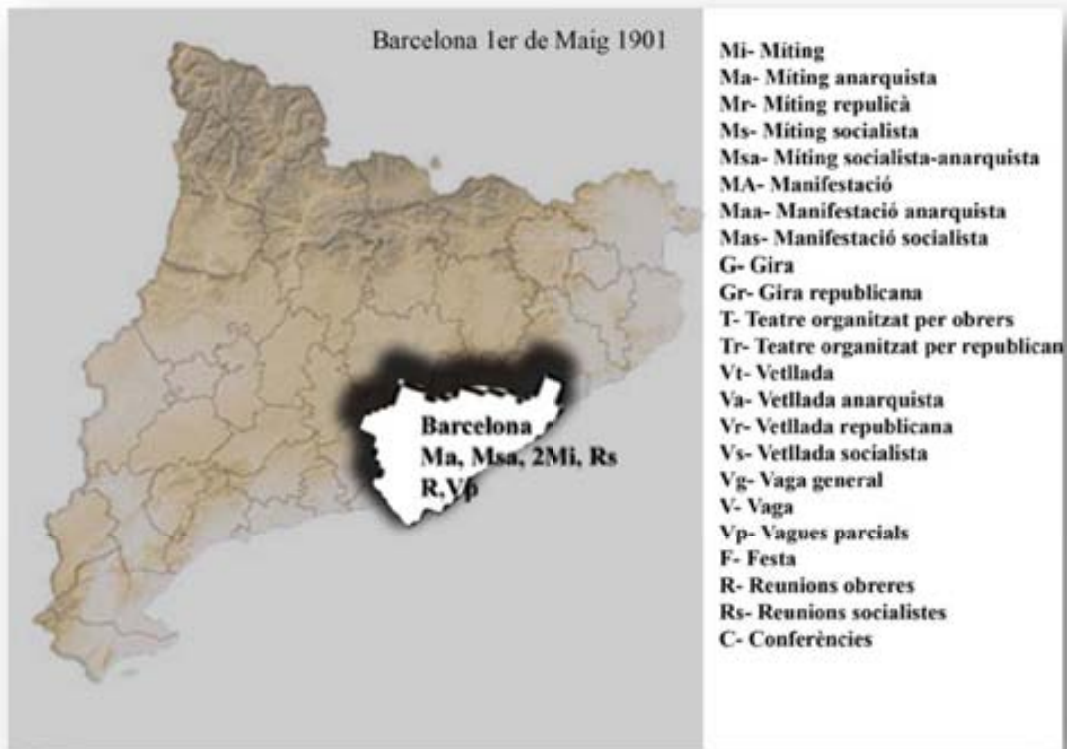 Barcelona 1er de Maig 1901
Barcelona
Ma, Msa, 2Mi, Rs
R,Vp
Mi- Míting
Ma- Míting anarquista
Mr- Míting repulicà
Ms- Míting socialista
Msa- Míting socialista-anarquista
MA- Manifestació
Maa- Manifestació anarquista
Mas- Manifestació socialista
G- Gira
Gr- Gira republicana
T- Teatre organitzat per obrers
Tr- Teatre organitzat per republican
Vt- Vetllada
Va- Vetllada anarquista
Vr- Vetllada republicana
Vs- Vetllada socialista
Vg- Vaga general
V- Vaga
Vp- Vagues parcials
F- Festa
R- Reunions obreres
Rs- Reunions socialistes
C- Conferències